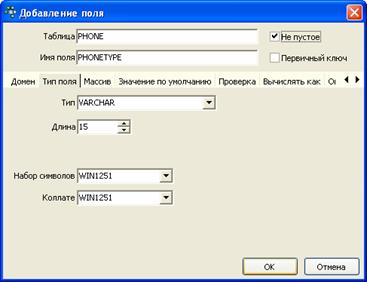 Добавление поля
Таблица PHONE Не пустое
Имя поля PHONETYPE Первичный ключ
Домен Тип поля Массив Значение по умолчанию Проверка Вычислять как
Тип VARCHAR
Длина 15
Набор символов WIN1251
Коллате WIN1251
OK Отмена